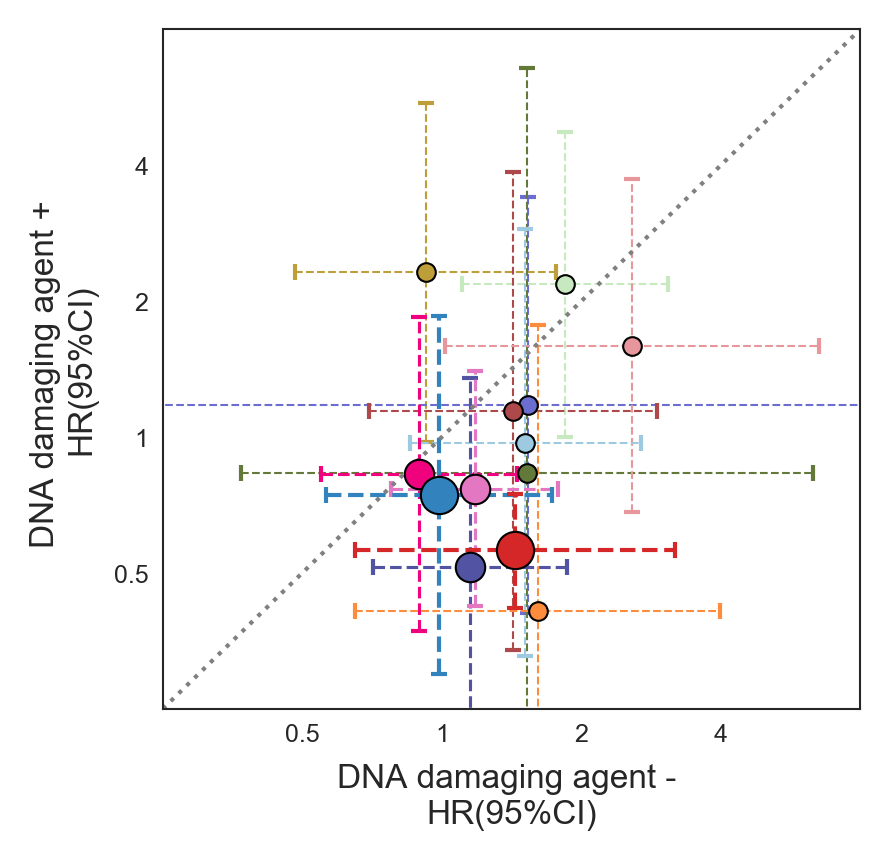 DNA damaging agent +
HR(95%CI)
4
2
1
0.5
0.5 1 2 4
DNA damaging agent -
HR(95%CI)